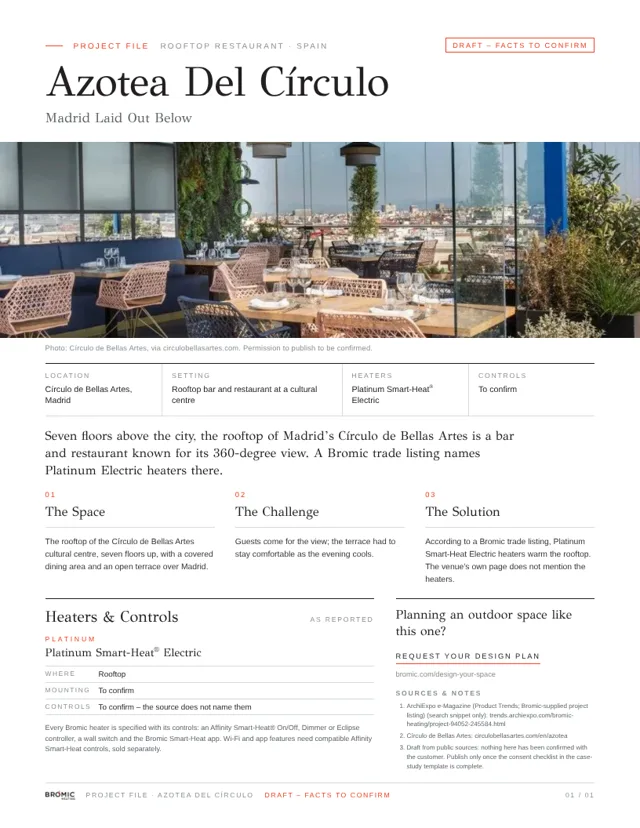 PROJECT FILE ROOFTOP RESTAURANT · SPAIN
DRAFT – FACTS TO CONFIRM
Azotea Del Círculo
Madrid Laid Out Below
Photo: Círculo de Bellas Artes, via circulobellasartes.com. Permission to publish to be confirmed.
LOCATION
Círculo de Bellas Artes,
Madrid
SETTING
Rooftop bar and restaurant at a cultural
centre
HEATERS
Platinum Smart-Heat®
Electric
CONTROLS
To confirm
Seven floors above the city, the rooftop of Madrid's Círculo de Bellas Artes is a bar
and restaurant known for its 360-degree view. A Bromic trade listing names
Platinum Electric heaters there.
01
The Space
The rooftop of the Círculo de Bellas Artes
cultural centre, seven floors up, with a covered
dining area and an open terrace over Madrid.
02
The Challenge
Guests come for the view; the terrace had to
stay comfortable as the evening cools.
03
The Solution
According to a Bromic trade listing, Platinum
Smart-Heat Electric heaters warm the rooftop.
The venue's own page does not mention the
heaters.
Heaters & Controls
AS REPORTED
PLATINUM
Platinum Smart-Heat® Electric
WHERE Rooftop
MOUNTING To confirm
CONTROLS To confirm – the source does not name them
Every Bromic heater is specified with its controls: an Affinity Smart-Heat® On/Off, Dimmer or Eclipse
controller, a wall switch and the Bromic Smart-Heat app. Wi-Fi and app features need compatible Affinity
Smart-Heat controls, sold separately.
Planning an outdoor space like
this one?
REQUEST YOUR DESIGN PLAN
bromic.com/design-your-space
SOURCES & NOTES
1. ArchiExpo e-Magazine (Product Trends; Bromic-supplied project
listing) (search snippet only): trends.archiexpo.com/bromic-
heating/project-94052-245584.html
2. Círculo de Bellas Artes: circulobellasartes.com/en/azotea
3. Draft from public sources: nothing here has been confirmed with
the customer. Publish only once the consent checklist in the case-
study template is complete.
BROMIC
HEATING
PROJECT FILE · AZOTEA DEL CÍRCULO DRAFT – FACTS TO CONFIRM
01 / 01